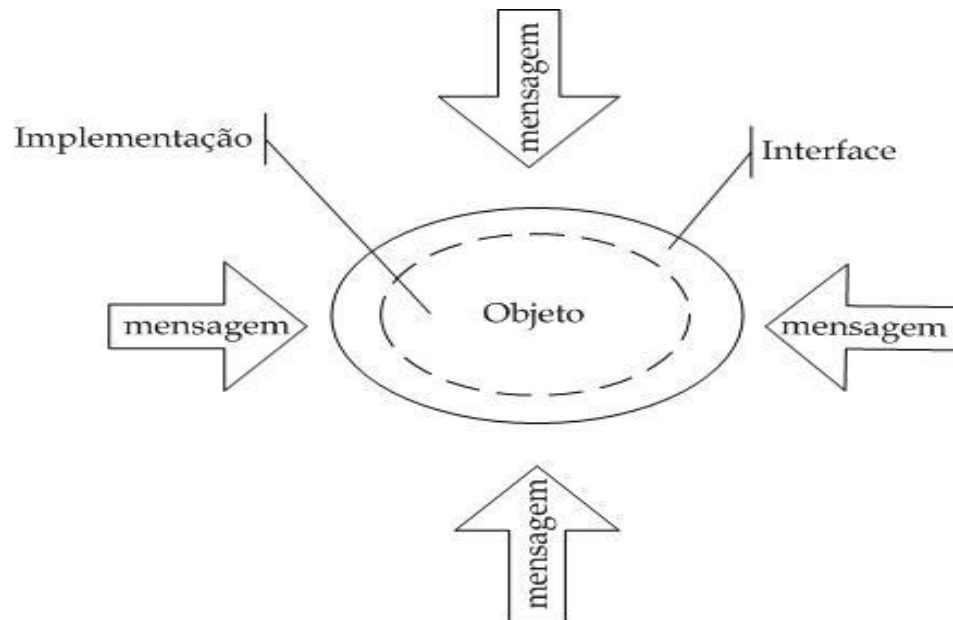 mensagem
Implementação
Interface
mensagem
Objeto
mensagem
mensagem